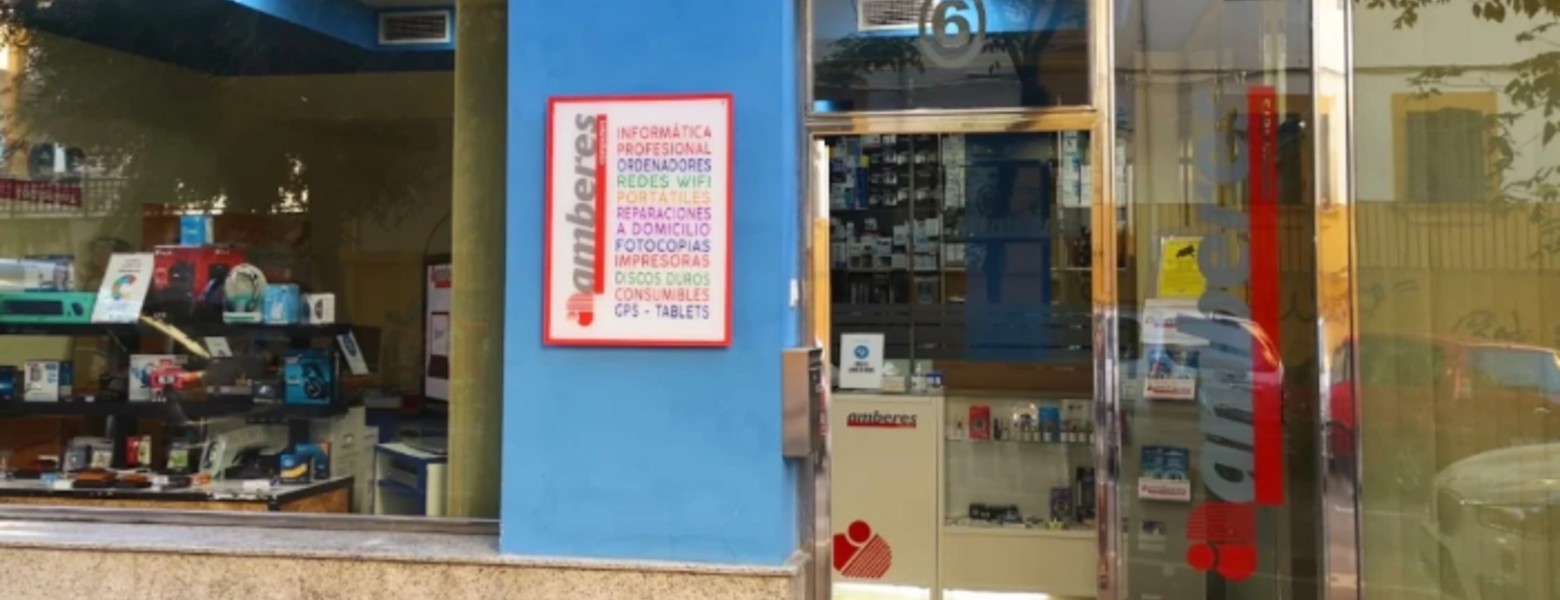 amberes
INFORMÁTICA
PROFESIONAL
ORDENADORES
REDES WIFI
PORTÁTILES
REPARACIONES
A DOMICILIO
FOTOCOPIAS
IMPRESORAS
DISCOS DUROS
CONSUMIBLES
GPS - TABLETS
6
amberes
amberes